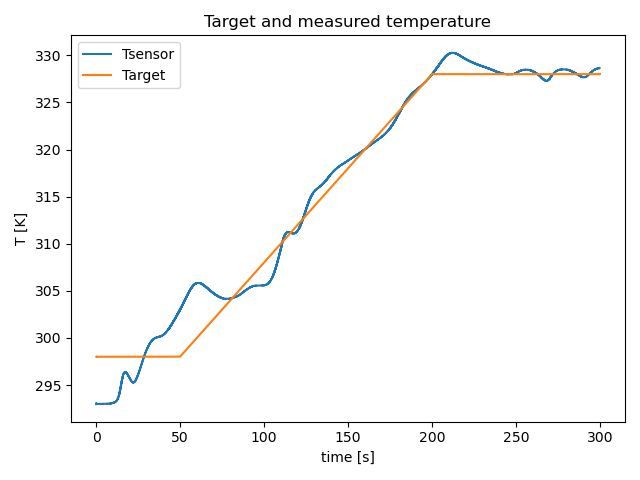 Target and measured temperature
Tsensor
Target
T [K]
330
325
320
315
310
305
300
295
0 50 100 150 200 250 300
time [s]